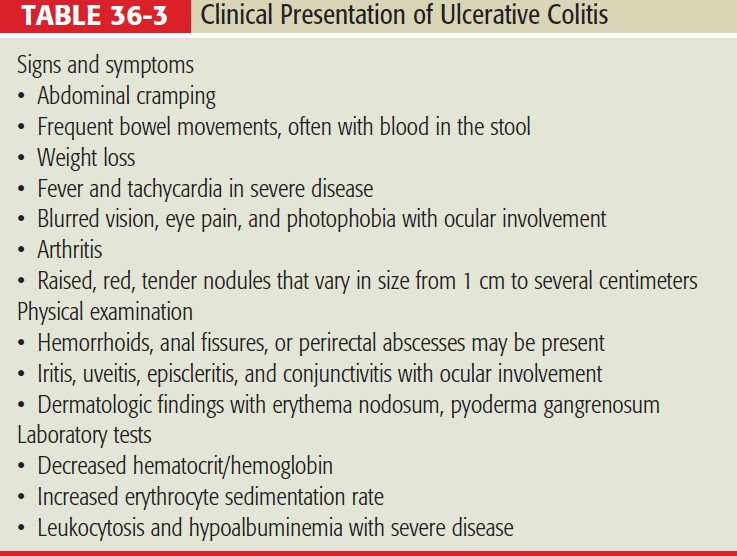 TABLE 36-3 Clinical Presentation of Ulcerative Colitis
Signs and symptoms
• Abdominal cramping
• Frequent bowel movements, often with blood in the stool
• Weight loss
• Fever and tachycardia in severe disease
• Blurred vision, eye pain, and photophobia with ocular involvement
• Arthritis
• Raised, red, tender nodules that vary in size from 1 cm to several centimeters
Physical examination
• Hemorrhoids, anal fissures, or perirectal abscesses may be present
• Iritis, uveitis, episcleritis, and conjunctivitis with ocular involvement
• Dermatologic findings with erythema nodosum, pyoderma gangrenosum
Laboratory tests
• Decreased hematocrit/hemoglobin
• Increased erythrocyte sedimentation rate
• Leukocytosis and hypoalbuminemia with severe disease